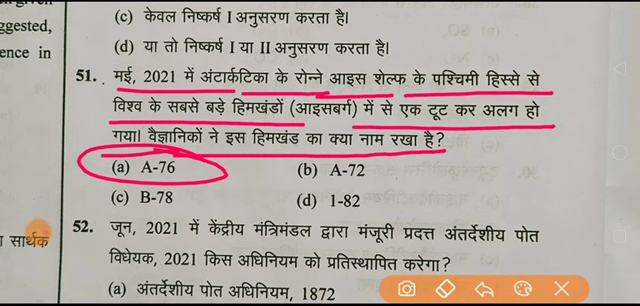 ggested,
ence in
(c) केवल निष्कर्ष I अनुसरण करता है।
(d) या तो निष्कर्ष I या II अनुसरण करता है।
51. मई, 2021 में अंटार्कटिका के रोन्ने आइस शेल्फ के पश्चिमी हिस्से से
विश्व के सबसे बड़े हिमखंडों (आइसबर्ग) में से एक टूट कर अलग हो
गया। वैज्ञानिकों ने इस हिमखंड का क्या नाम रखा है?
(a) A-76 (b) A-72
(c) B-78 (d) 1-82
सार्थक
52. जून, 2021 में केंद्रीय मंत्रिमंडल द्वारा मंजूरी प्रदत्त अंतर्देशीय पोत
विधेयक, 2021 किस अधिनियम को प्रतिस्थापित करेगा?
(a) अंतर्देशीय पोत अधिनियम, 1872